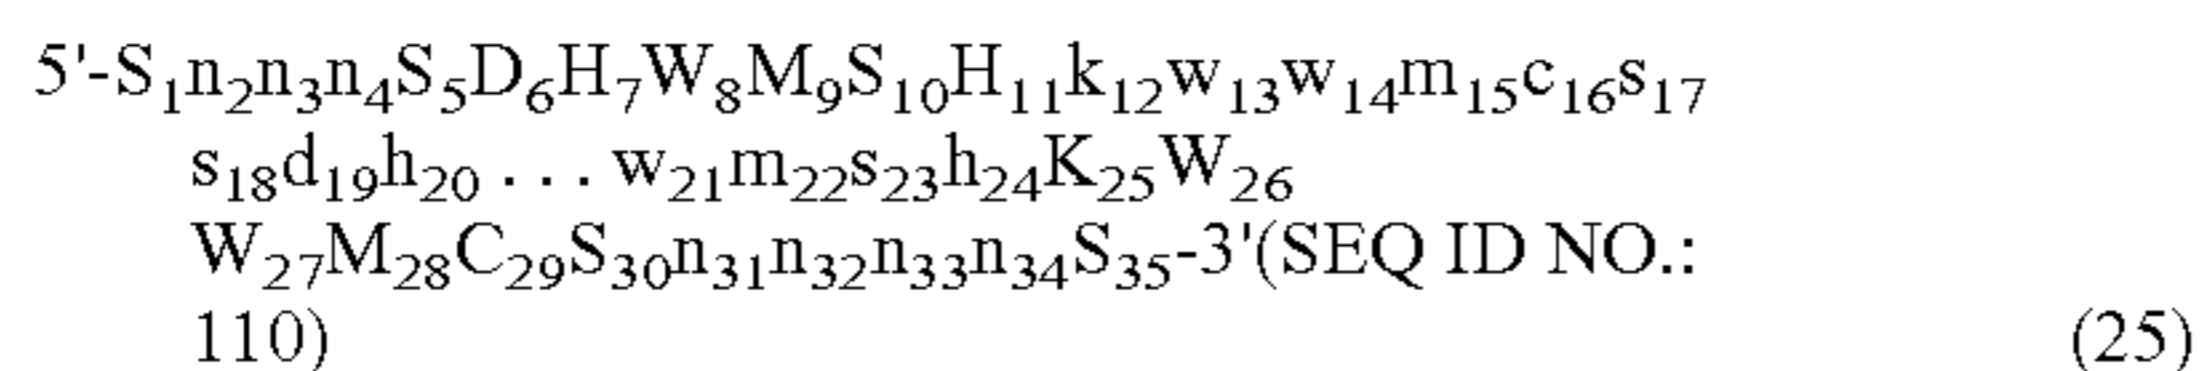 5'-S₁n₂n₃n₄S₅D₆H₇W₈M₉S₁₀H₁₁k₁₂w₁₃w₁₄m₁₅c₁₆s₁₇
s₁₈d₁₉h₂₀ . . . w₂₁m₂₂s₂₃h₂₄K₂₅W₂₆
W₂₇M₂₈C₂₉S₃₀n₃₁n₃₂n₃₃n₃₄S₃₅-3'(SEQ ID NO.:
110) (25)